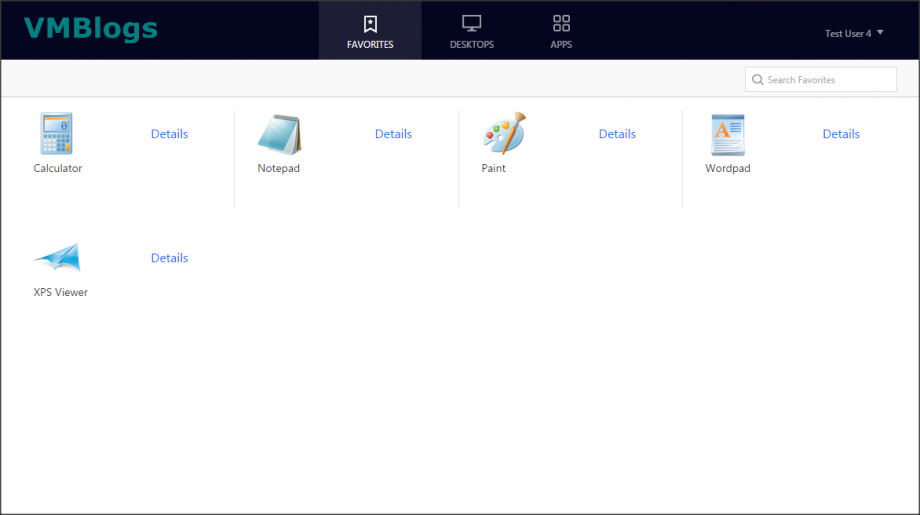 VMBlogs
FAVORITES
DESKTOPS
APPS
Test User 4
Search Favorites
0
Details
Details
Details
A
Details
Calculator
Notepad
Paint
Wordpad
Details
XPS Viewer